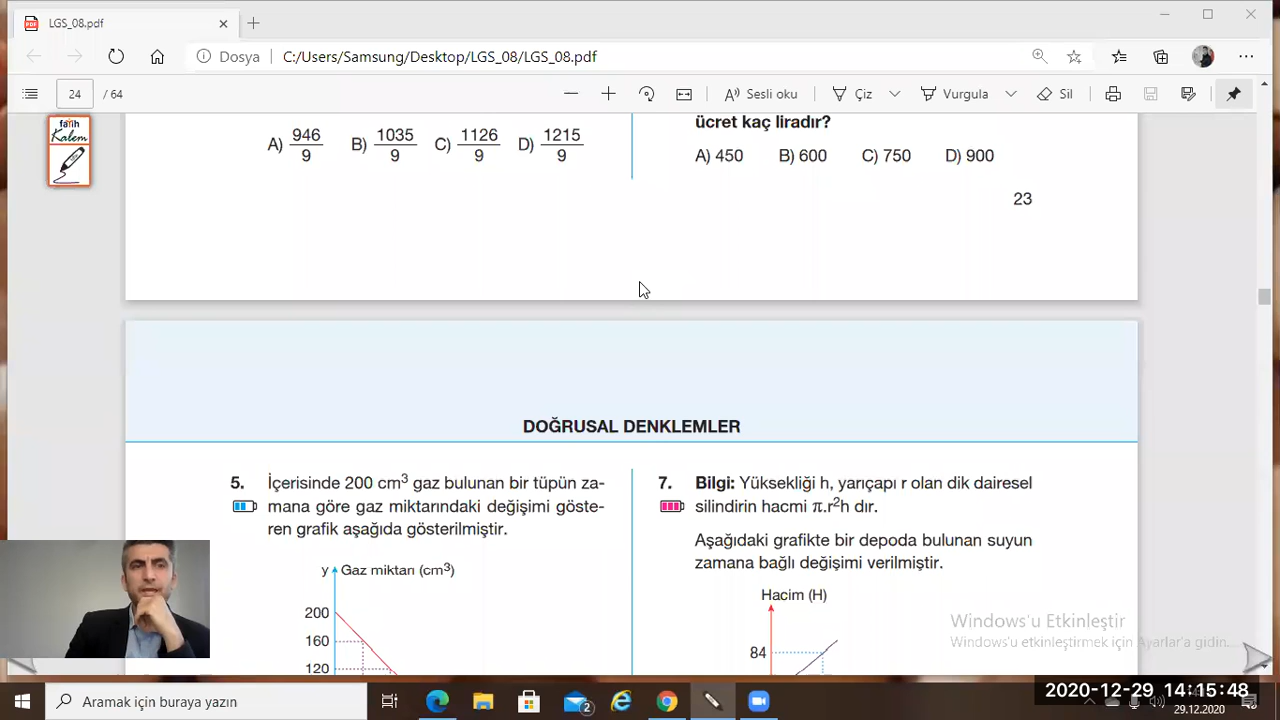 LGS_08.pdf
Dosya
C:/Users/Samsung/Desktop/LGS_08/LGS_08.pdf
24 / 64
Sesli oku
Çiz
Vurgula
Sil
fatih
Kalem
A) 946/9 B) 1035/9 C) 1126/9 D) 1215/9
ücret kaç liradır?
A) 450 B) 600 C) 750 D) 900
23
DOĞRUSAL DENKLEMLER
5. İçerisinde 200 cm³ gaz bulunan bir tüpün za-
mana göre gaz miktarındaki değişimi göste-
ren grafik aşağıda gösterilmiştir.
y Gaz miktarı (cm³)
200
160
120
7. Bilgi: Yüksekliği h, yarıçapı r olan dik dairesel
silindirin hacmi π.r²h dır.
Aşağıdaki grafikte bir depoda bulunan suyun
zamana bağlı değişimi verilmiştir.
Hacim (H)
84
Windows'u Etkinleştir
Windows'u etkinleştirmek için Ayarlar'a gidin.
Aramak için buraya yazın
2
2020-12-29 14:15:48
29.12.2020